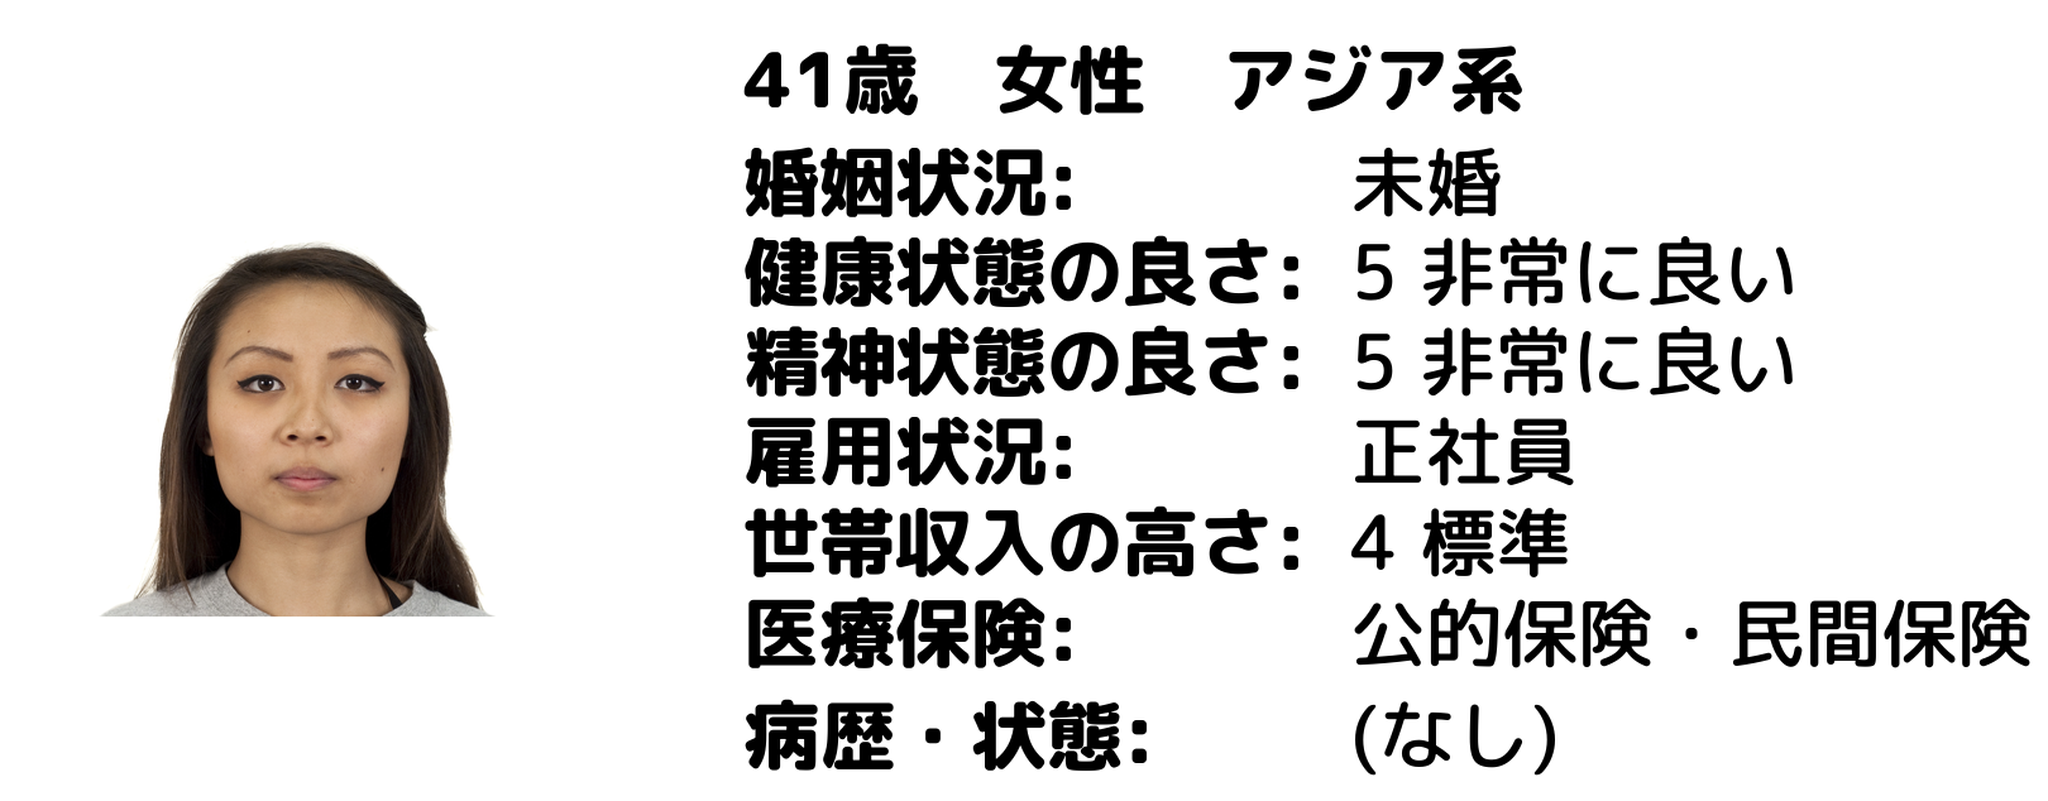 41歳　女性　アジア系
婚姻状況: 未婚
健康状態の良さ: 5 非常に良い
精神状態の良さ: 5 非常に良い
雇用状況: 正社員
世帯収入の高さ: 4 標準
医療保険: 公的保険・民間保険
病歴・状態: (なし)